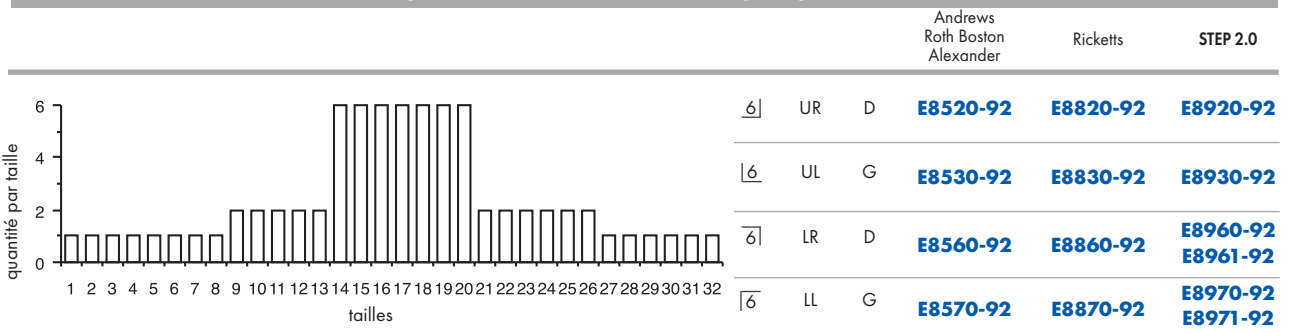 Andrews
Roth Boston
Alexander
Ricketts
STEP 2.0
6
4
2
0
quantité par taille
1 2 3 4 5 6 7 8 9 10 11 12 13 14 15 16 17 18 19 20 21 22 23 24 25 26 27 28 29 30 31 32
tailles
6 UR D E8520-92 E8820-92 E8920-92
6 UL G E8530-92 E8830-92 E8930-92
6 LR D E8560-92 E8860-92 E8960-92
E8961-92
6 LL G E8570-92 E8870-92 E8970-92
E8971-92